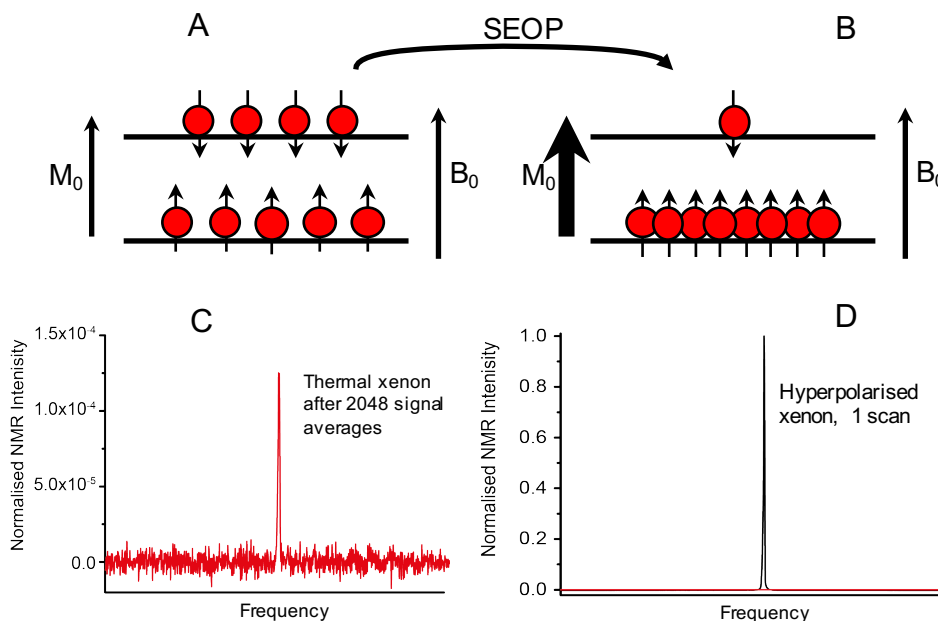 A
SEOP
B
M₀
B₀
M₀
B₀
C
1.5x10⁻⁴
1.0x10⁻⁴
5.0x10⁻⁵
0.0
Normalised NMR Intenisity
Thermal xenon
after 2048 signal
averages
Frequency
D
1.0
0.8
0.6
0.4
0.2
0.0
Normalised NMR Intenisity
Hyperpolarised
xenon, 1 scan
Frequency